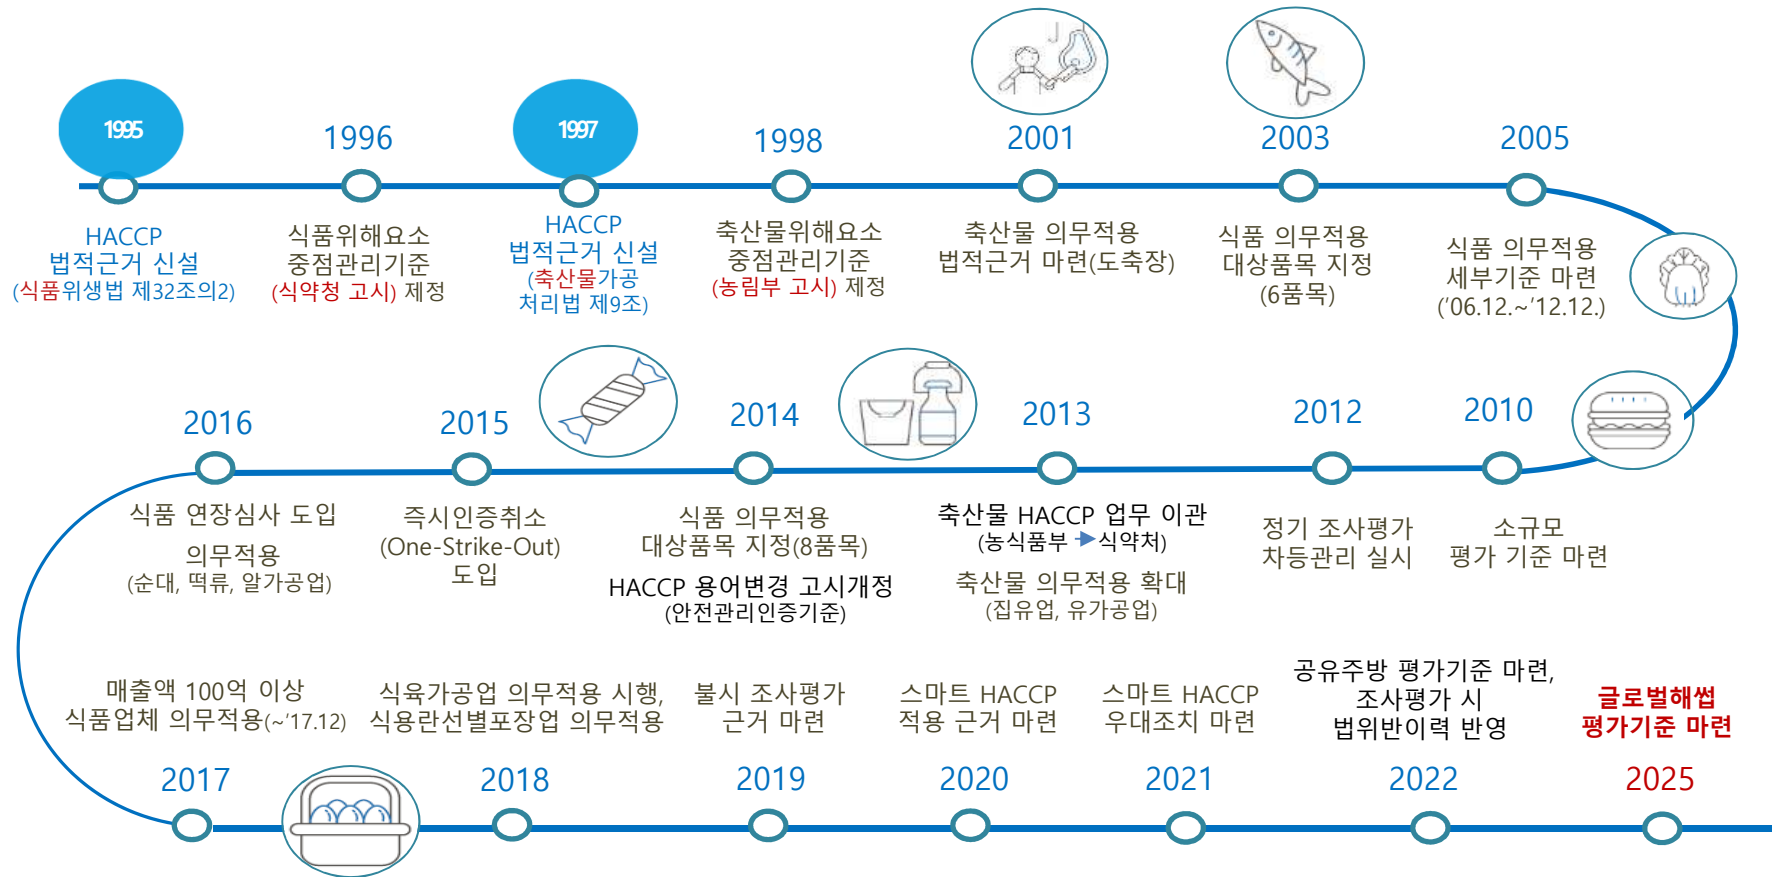 1995
HACCP
법적근거 신설
(식품위생법 제32조의2)
1996
식품위해요소
중점관리기준
(식약청 고시) 제정
1997
HACCP
법적근거 신설
(축산물가공
처리법 제9조)
1998
축산물위해요소
중점관리기준
(농림부 고시) 제정
2001
축산물 의무적용
법적근거 마련(도축장)
2003
식품 의무적용
대상품목 지정
(6품목)
2005
식품 의무적용
세부기준 마련
('06.12.~'12.12.)
2010
소규모
평가 기준 마련
2012
정기 조사평가
차등관리 실시
2013
축산물 HACCP 업무 이관
(농식품부 → 식약처)
축산물 의무적용 확대
(집유업, 유가공업)
2014
식품 의무적용
대상품목 지정(8품목)
HACCP 용어변경 고시개정
(안전관리인증기준)
2015
즉시인증취소
(One-Strike-Out)
도입
2016
식품 연장심사 도입
의무적용
(순대, 떡류, 알가공업)
매출액 100억 이상
식품업체 의무적용(~'17.12)
2017
식육가공업 의무적용 시행,
식용란선별포장업 의무적용
2018
불시 조사평가
근거 마련
2019
스마트 HACCP
적용 근거 마련
2020
스마트 HACCP
우대조치 마련
2021
공유주방 평가기준 마련,
조사평가 시
법위반이력 반영
2022
글로벌해썹
평가기준 마련
2025